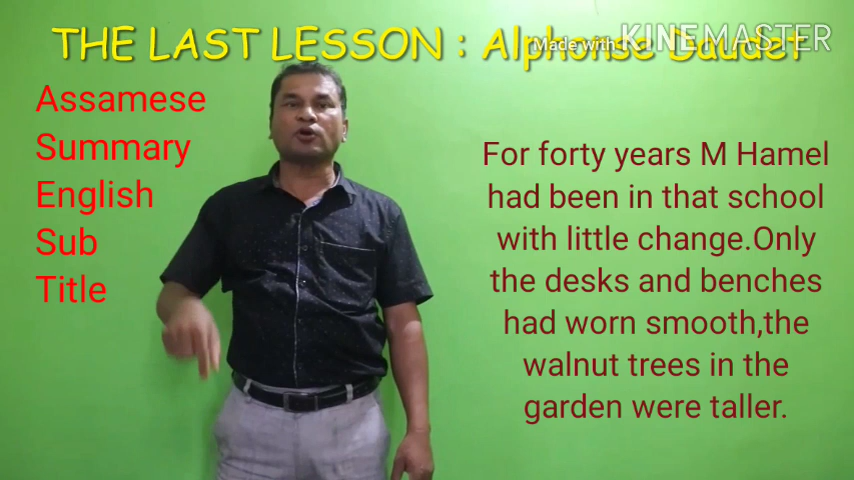 THE LAST LESSON : Alphonse Daudet
Made with KINEMASTER
Assamese
Summary
English
Sub
Title
For forty years M Hamel
had been in that school
with little change.Only
the desks and benches
had worn smooth,the
walnut trees in the
garden were taller.